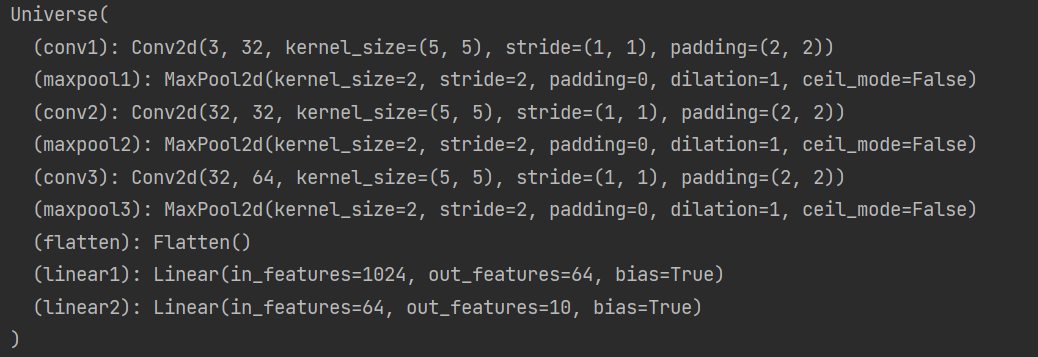 Universe(
  (conv1): Conv2d(3, 32, kernel_size=(5, 5), stride=(1, 1), padding=(2, 2))
  (maxpool1): MaxPool2d(kernel_size=2, stride=2, padding=0, dilation=1, ceil_mode=False)
  (conv2): Conv2d(32, 32, kernel_size=(5, 5), stride=(1, 1), padding=(2, 2))
  (maxpool2): MaxPool2d(kernel_size=2, stride=2, padding=0, dilation=1, ceil_mode=False)
  (conv3): Conv2d(32, 64, kernel_size=(5, 5), stride=(1, 1), padding=(2, 2))
  (maxpool3): MaxPool2d(kernel_size=2, stride=2, padding=0, dilation=1, ceil_mode=False)
  (flatten): Flatten()
  (linear1): Linear(in_features=1024, out_features=64, bias=True)
  (linear2): Linear(in_features=64, out_features=10, bias=True)
)